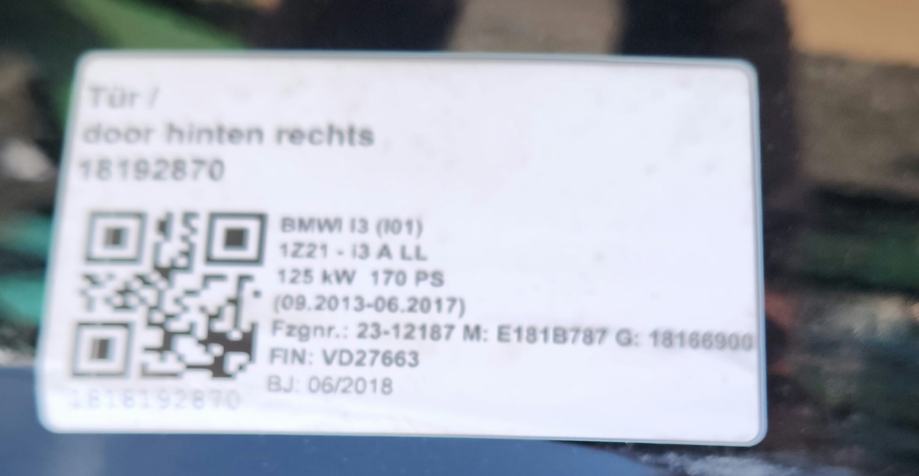 Tür /
door hinten rechts
18192870
BMWI I3 (I01)
1Z21 - i3 A LL
125 kW 170 PS
(09.2013-06.2017)
Fzgnr.: 23-12187 M: E181B787 G: 18166900
FIN: VD27663
BJ: 06/2018
1818192870